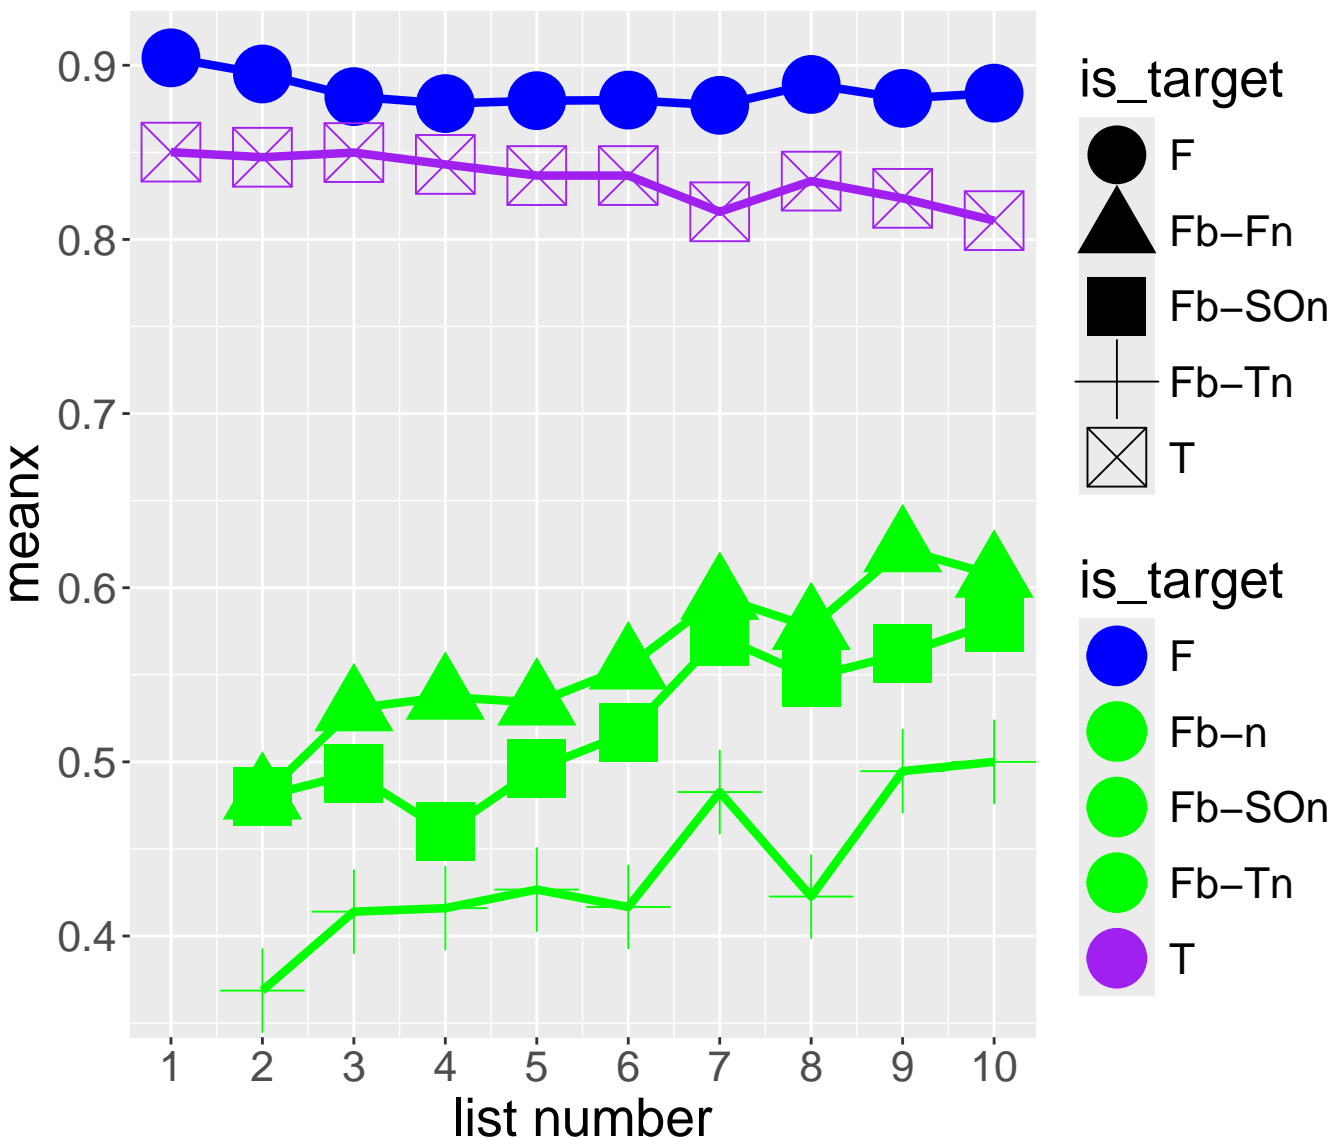 0.9
0.8
0.7
0.6
0.5
0.4
meanx
1 2 3 4 5 6 7 8 9 10
list number
is_target
F
Fb−Fn
Fb−SOn
Fb−Tn
T
is_target
F
Fb−n
Fb−SOn
Fb−Tn
T